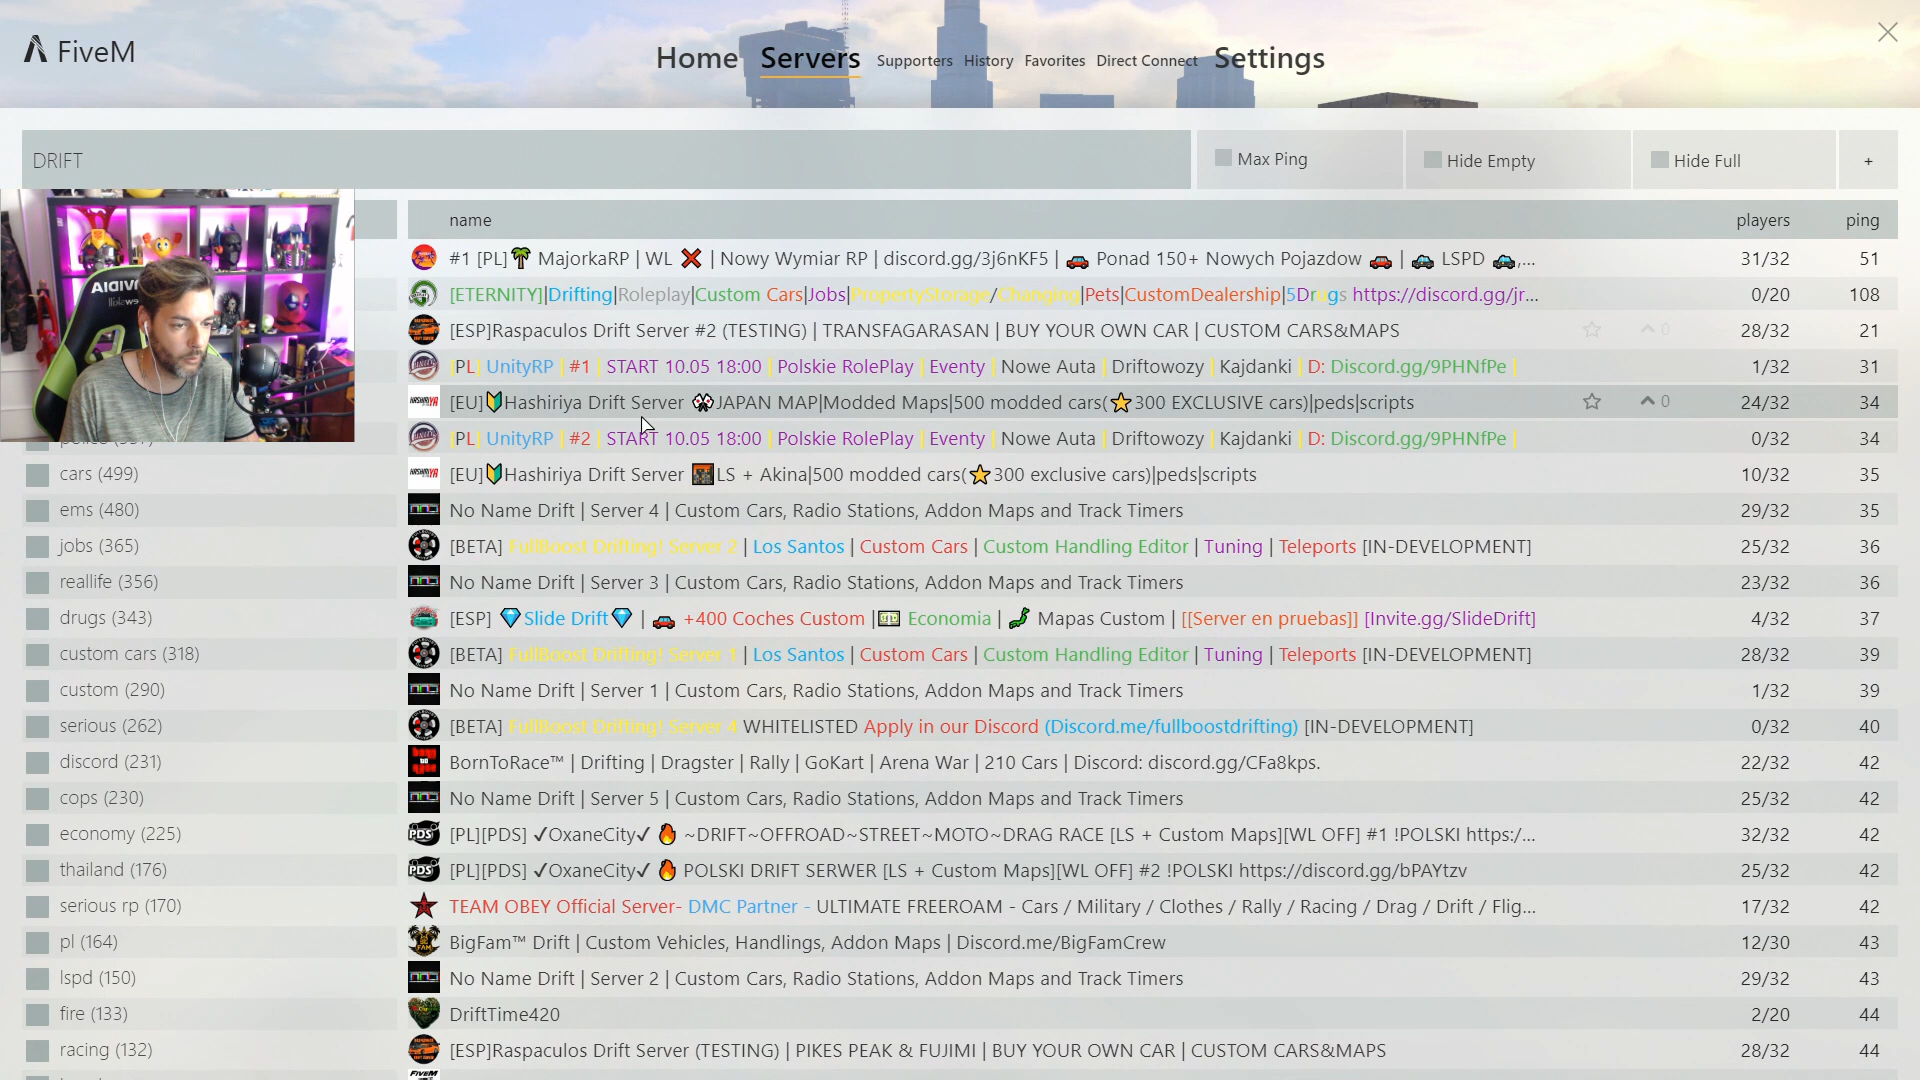 FiveM
Home Servers Supporters History Favorites Direct Connect Settings
DRIFT
Max Ping
Hide Empty
Hide Full
+
name players ping
#1 [PL]🌴 MajorkaRP | WL ❌ | Nowy Wymiar RP | discord.gg/3j6nKF5 | 🚗 Ponad 150+ Nowych Pojazdow 🚗 | 🚓 LSPD 🚓,... 31/32 51
[ETERNITY]|Drifting|Roleplay|Custom Cars|Jobs|PropertyStorage/Changing|Pets|CustomDealership|5Drugs https://discord.gg/jr... 0/20 108
[ESP]Raspaculos Drift Server #2 (TESTING) | TRANSFAGARASAN | BUY YOUR OWN CAR | CUSTOM CARS&MAPS 0 28/32 21
|PL| UnityRP | #1 | START 10.05 18:00 | Polskie RolePlay | Eventy | Nowe Auta | Driftowozy | Kajdanki | D: Discord.gg/9PHNfPe | 1/32 31
[EU]🔰Hashiriya Drift Server 🎌JAPAN MAP|Modded Maps|500 modded cars(⭐300 EXCLUSIVE cars)|peds|scripts 0 24/32 34
|PL| UnityRP | #2 | START 10.05 18:00 | Polskie RolePlay | Eventy | Nowe Auta | Driftowozy | Kajdanki | D: Discord.gg/9PHNfPe | 0/32 34
cars (499)
[EU]🔰Hashiriya Drift Server 🌇LS + Akina|500 modded cars(⭐300 exclusive cars)|peds|scripts 10/32 35
ems (480)
No Name Drift | Server 4 | Custom Cars, Radio Stations, Addon Maps and Track Timers 29/32 35
jobs (365)
[BETA] FullBoost Drifting! Server 2 | Los Santos | Custom Cars | Custom Handling Editor | Tuning | Teleports [IN-DEVELOPMENT] 25/32 36
reallife (356)
No Name Drift | Server 3 | Custom Cars, Radio Stations, Addon Maps and Track Timers 23/32 36
drugs (343)
[ESP] 💎Slide Drift💎 | 🚗 +400 Coches Custom |💵 Economia | 🗾 Mapas Custom | [[Server en pruebas]] [Invite.gg/SlideDrift] 4/32 37
custom cars (318)
[BETA] FullBoost Drifting! Server 1 | Los Santos | Custom Cars | Custom Handling Editor | Tuning | Teleports [IN-DEVELOPMENT] 28/32 39
custom (290)
No Name Drift | Server 1 | Custom Cars, Radio Stations, Addon Maps and Track Timers 1/32 39
serious (262)
[BETA] FullBoost Drifting! Server 4 WHITELISTED Apply in our Discord (Discord.me/fullboostdrifting) [IN-DEVELOPMENT] 0/32 40
discord (231)
BornToRace™ | Drifting | Dragster | Rally | GoKart | Arena War | 210 Cars | Discord: discord.gg/CFa8kps. 22/32 42
cops (230)
No Name Drift | Server 5 | Custom Cars, Radio Stations, Addon Maps and Track Timers 25/32 42
economy (225)
[PL][PDS] ✓OxaneCity✓ 🔥 ~DRIFT~OFFROAD~STREET~MOTO~DRAG RACE [LS + Custom Maps][WL OFF] #1 !POLSKI https:/... 32/32 42
thailand (176)
[PL][PDS] ✓OxaneCity✓ 🔥 POLSKI DRIFT SERWER [LS + Custom Maps][WL OFF] #2 !POLSKI https://discord.gg/bPAYtzv 25/32 42
serious rp (170)
TEAM OBEY Official Server- DMC Partner - ULTIMATE FREEROAM - Cars / Military / Clothes / Rally / Racing / Drag / Drift / Flig... 17/32 42
pl (164)
BigFam™ Drift | Custom Vehicles, Handlings, Addon Maps | Discord.me/BigFamCrew 12/30 43
lspd (150)
No Name Drift | Server 2 | Custom Cars, Radio Stations, Addon Maps and Track Timers 29/32 43
fire (133)
DriftTime420 2/20 44
racing (132)
[ESP]Raspaculos Drift Server (TESTING) | PIKES PEAK & FUJIMI | BUY YOUR OWN CAR | CUSTOM CARS&MAPS 28/32 44